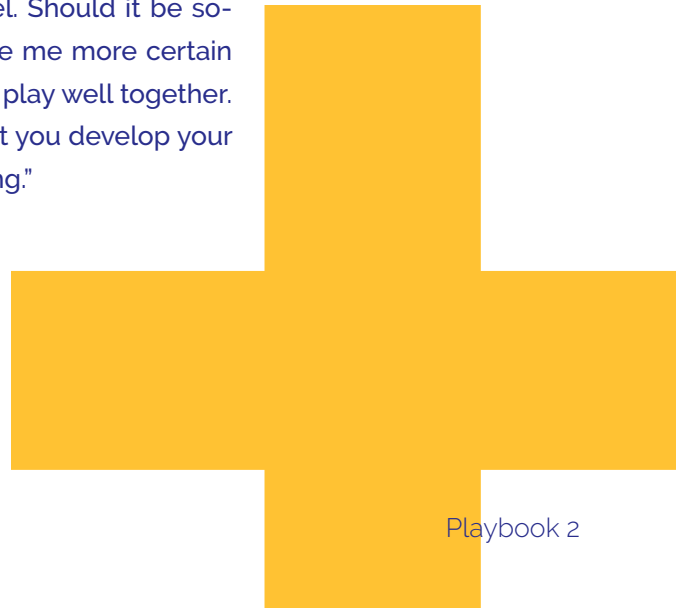 el. Should it be so-
e me more certain
play well together.
t you develop your
ng.”
Playbook 2